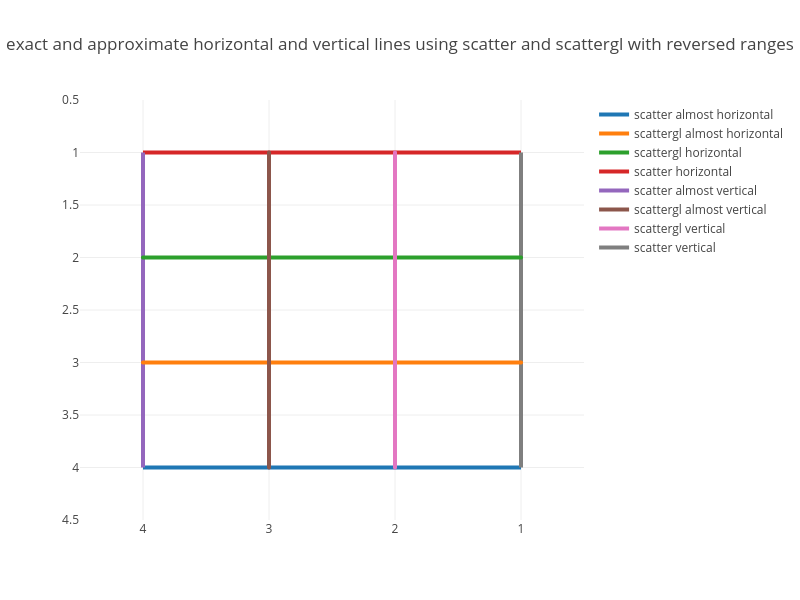 exact and approximate horizontal and vertical lines using scatter and scattergl with reversed ranges
0.5
1
1.5
2
2.5
3
3.5
4
4.5
4
3
2
1
scatter almost horizontal
scattergl almost horizontal
scattergl horizontal
scatter horizontal
scatter almost vertical
scattergl almost vertical
scattergl vertical
scatter vertical